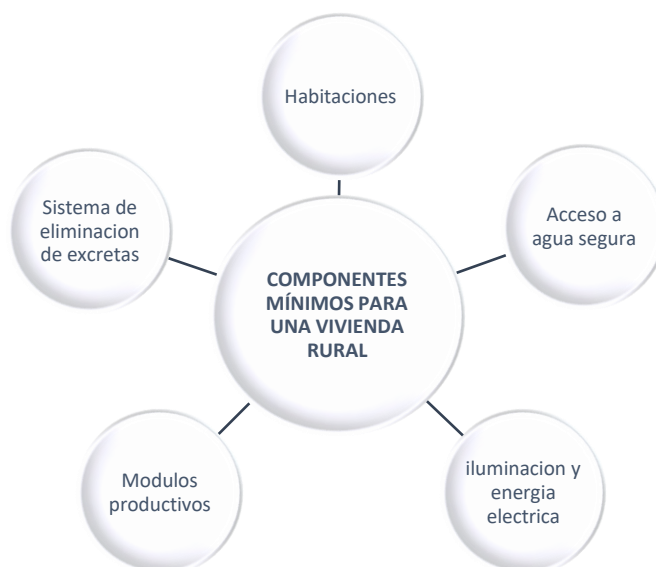 Habitaciones
Sistema de
eliminacion
de excretas
Acceso a
agua segura
COMPONENTES
MÍNIMOS PARA
UNA VIVIENDA
RURAL
Modulos
productivos
iluminacion y
energia
electrica